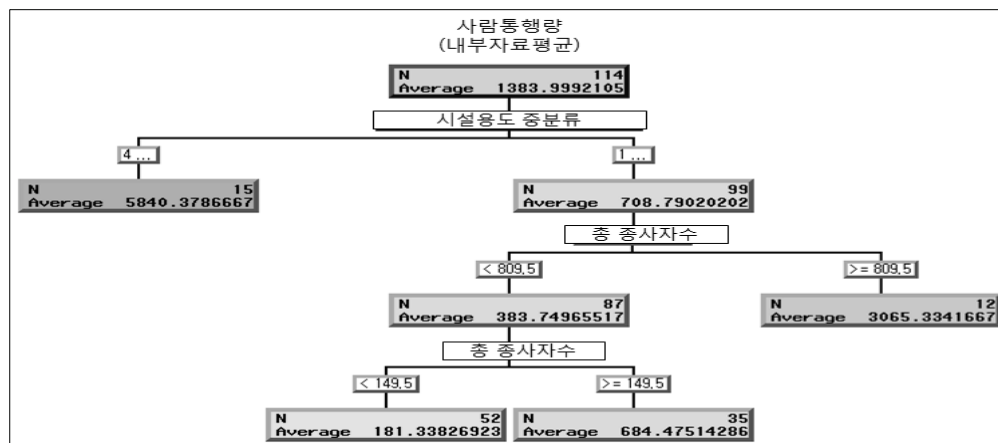 사람통행량
(내부자료평균)
N 114
Average 1383.9992105
시설용도 중분류
4 ...
1 ...
N 15
Average 5840.3786667
N 99
Average 708.79020202
총 종사자수
< 809,5
>= 809,5
N 87
Average 383.74965517
N 12
Average 3065.3341667
총 종사자수
< 149,5
>= 149,5
N 52
Average 181.33826923
N 35
Average 684.47514286